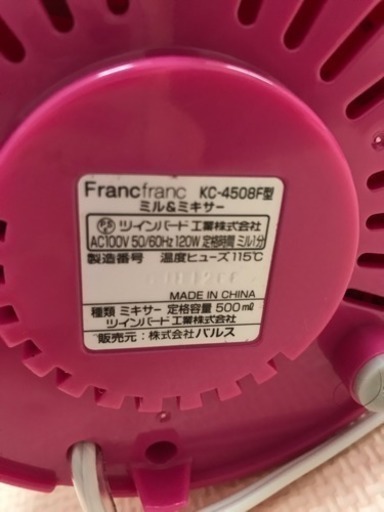 Francfranc KC-4508F型
ミル&ミキサー
ツインバード工業株式会社
AC100V 50/60Hz 120W 定格時間 ミル1分
製造番号 温度ヒューズ115℃
MADE IN CHINA
種類 ミキサー 定格容量 500mℓ
ツインバード工業株式会社
販売元:株式会社バルス